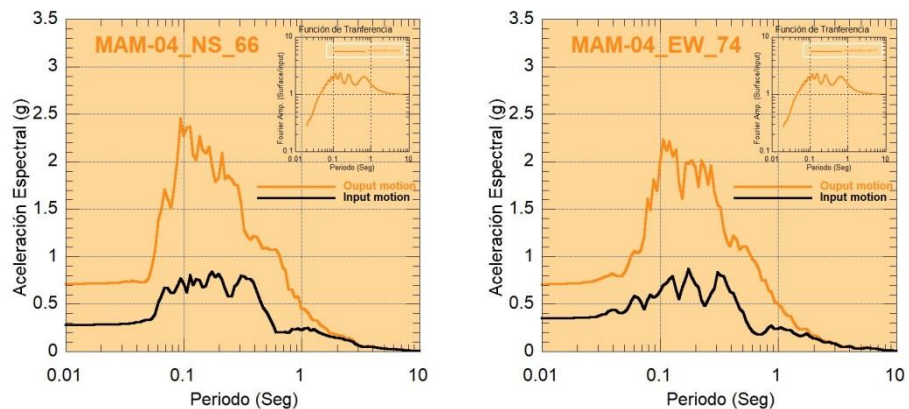 MAM-04_NS_66
Función de Tranferencia
Fourier Amp. (Surface/input)
10
1
0.1
0.01
0.1
1
10
Periodo (Seg)
Ouput motion
Input motion
Aceleración Espectral (g)
3.5
3
2.5
2
1.5
1
0.5
0
0.01
0.1
1
10
Periodo (Seg)
MAM-04_EW_74
Función de Tranferencia
Fourier Amp. (Surface/input)
10
1
0.1
0.01
0.1
1
10
Periodo (Seg)
Ouput motion
Input motion
Aceleración Espectral (g)
3.5
3
2.5
2
1.5
1
0.5
0
0.01
0.1
1
10
Periodo (Seg)